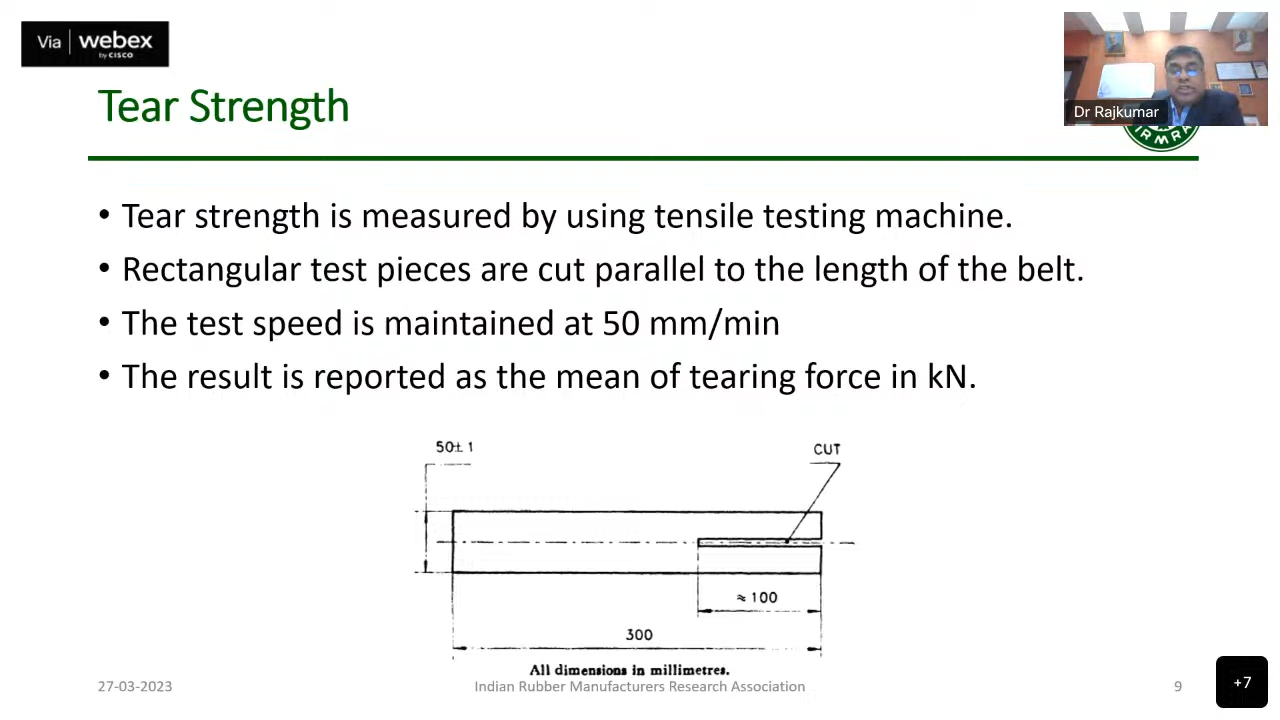 Via webex
by CISCO
Dr Rajkumar
IRMRA
Tear Strength
• Tear strength is measured by using tensile testing machine.
• Rectangular test pieces are cut parallel to the length of the belt.
• The test speed is maintained at 50 mm/min
• The result is reported as the mean of tearing force in kN.
50± 1
CUT
≈ 100
300
All dimensions in millimetres.
27-03-2023
Indian Rubber Manufacturers Research Association
9
+7